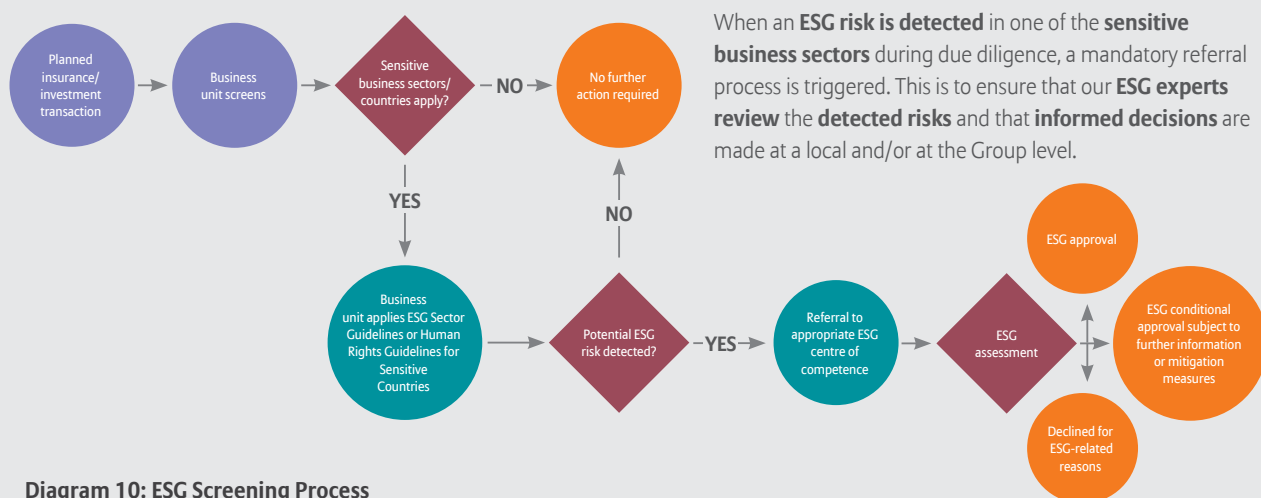 Planned
insurance/
investment
transaction
Business
unit screens
Sensitive
business sectors/
countries apply?
NO
No further
action required
When an ESG risk is detected in one of the sensitive
business sectors during due diligence, a mandatory referral
process is triggered. This is to ensure that our ESG experts
review the detected risks and that informed decisions are
made at a local and/or at the Group level.
YES
NO
Business
unit applies ESG Sector
Guidelines or Human
Rights Guidelines for
Sensitive
Countries
Potential ESG
risk detected?
YES
Referral to
appropriate ESG
centre of
competence
ESG
assessment
ESG approval
ESG conditional
approval subject to
further information
or mitigation
measures
Declined for
ESG-related
reasons
Diagram 10: ESG Screening Process